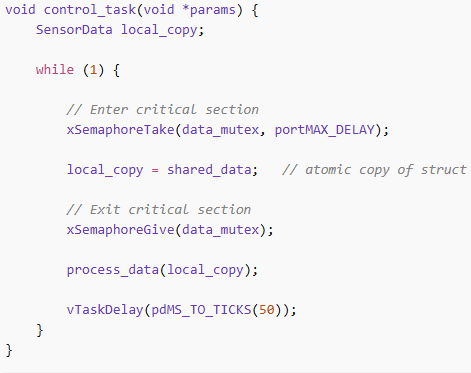 void control_task(void *params) {
    SensorData local_copy;
    while (1) {
        // Enter critical section
        xSemaphoreTake(data_mutex, portMAX_DELAY);
        local_copy = shared_data;   // atomic copy of struct
        // Exit critical section
        xSemaphoreGive(data_mutex);
        process_data(local_copy);
        vTaskDelay(pdMS_TO_TICKS(50));
    }
}